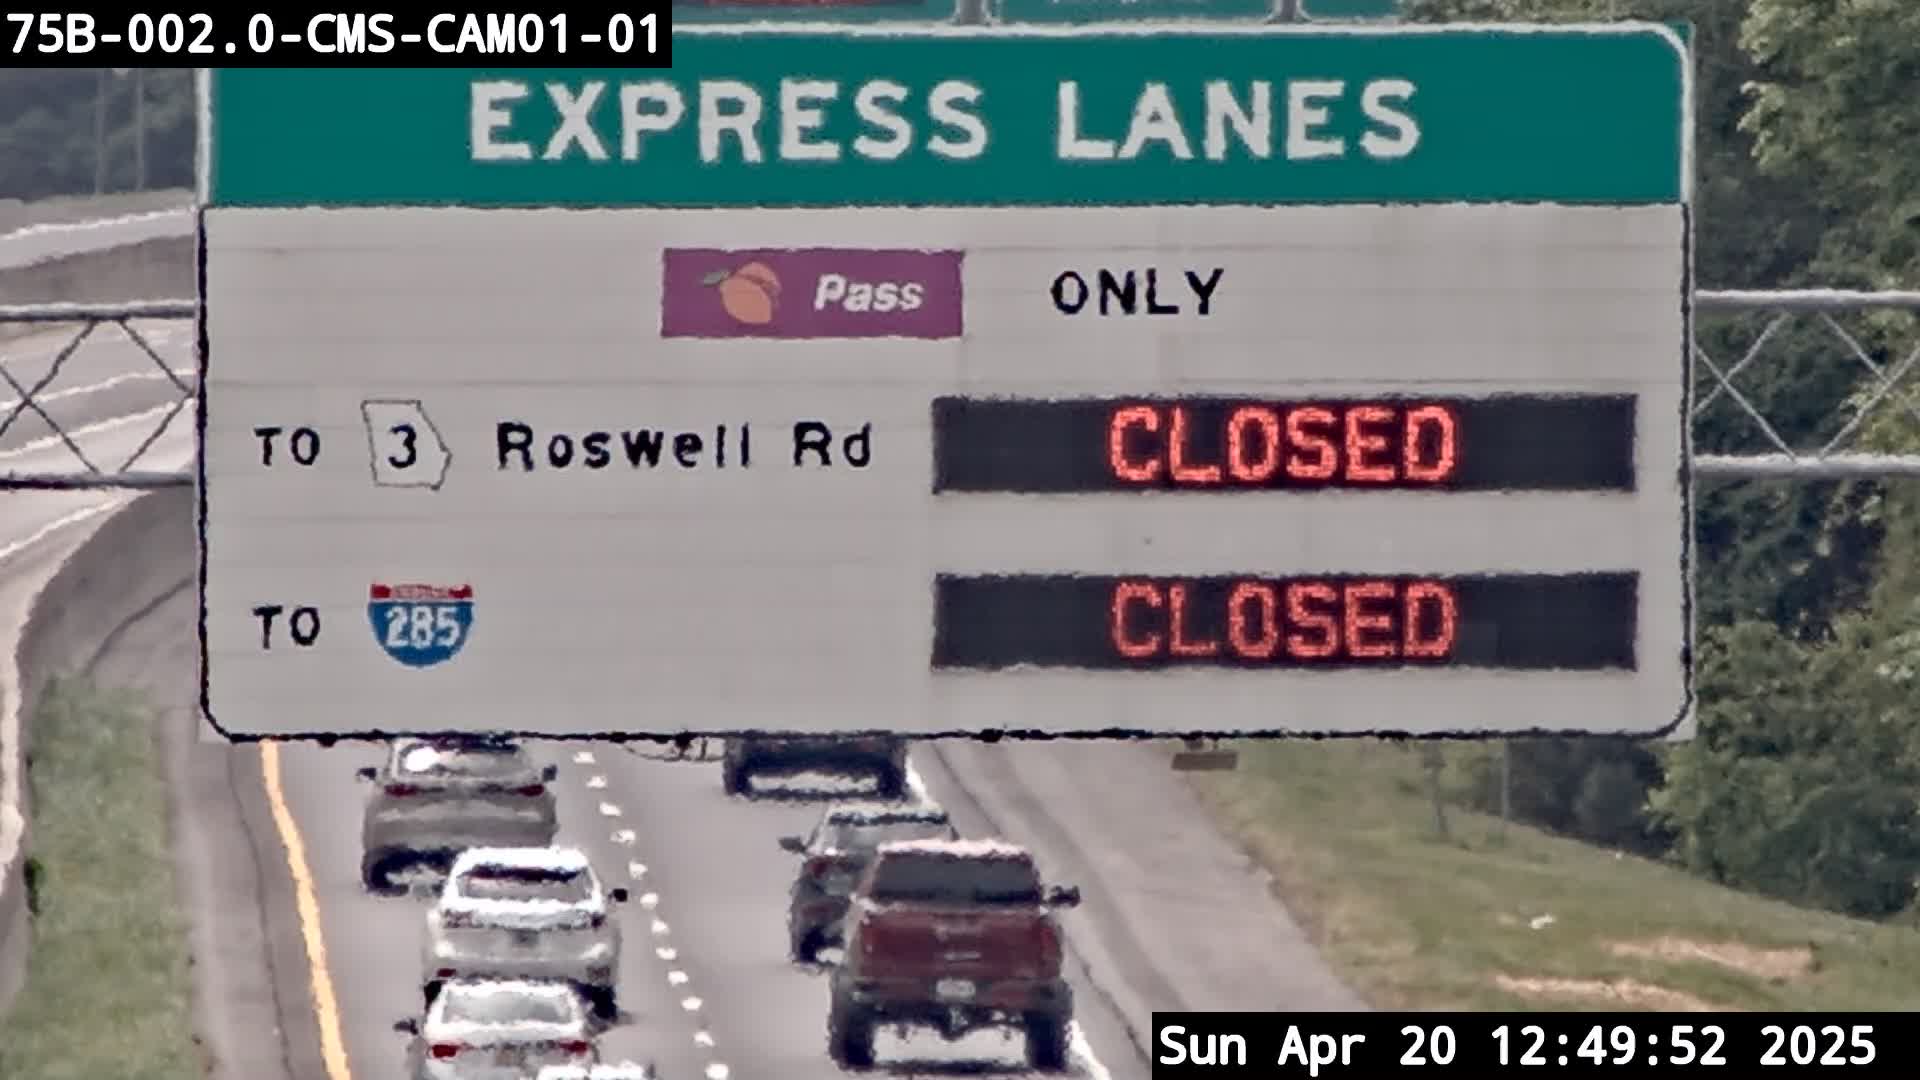 75B-002.0-CMS-CAM01-01
EXPRESS LANES
Pass ONLY
TO 3 Roswell Rd CLOSED
TO 285 CLOSED
Sun Apr 20 12:49:52 2025